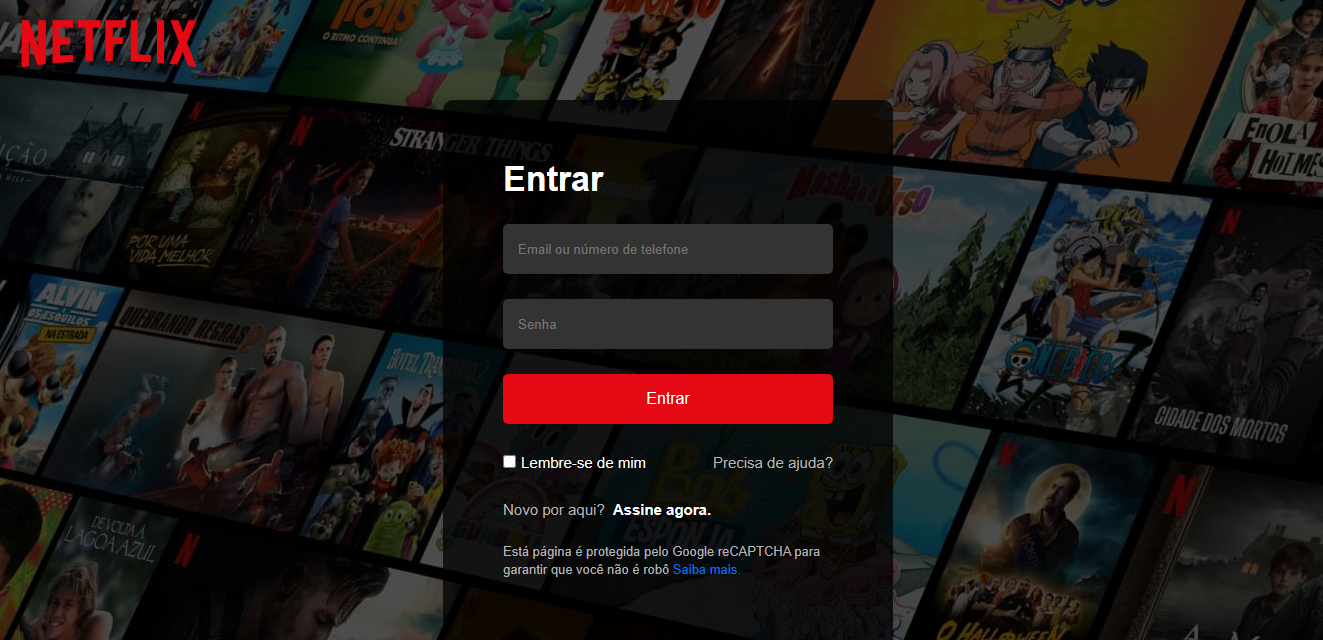 NETFLIX
Trolls
O RITMO CONTINUA!
STRANGER THINGS
ENOLA
HOLMES
POR UMA
VIDA MELHOR
Masha e o Urso
ALVIN
E OS ESQUILOS
NA ESTRADA
QUEBRANDO REGRAS 2
HOTEL TRANSILVÂNIA 2
ONE PIECE
CIDADE DOS MORTOS
DE VOLTA À
LAGOA AZUL
BOB
ESPONJA
O HALLOWEEN
Entrar
Email ou número de telefone
Senha
Entrar
Lembre-se de mim
Precisa de ajuda?
Novo por aqui? Assine agora.
Está página é protegida pelo Google reCAPTCHA para
garantir que você não é robô Saiba mais.